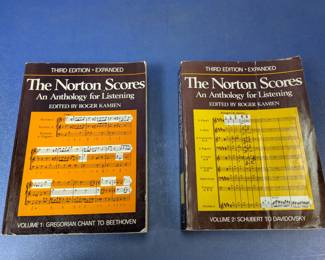 THIRD EDITION • EXPANDED
The Norton Scores
An Anthology for Listening
EDITED BY ROGER KAMIEN
VOLUME 1: GREGORIAN CHANT TO BEETHOVEN
THIRD EDITION • EXPANDED
The Norton Scores
An Anthology for Listening
EDITED BY ROGER KAMIEN
VOLUME 2: SCHUBERT TO DAVIDOVSKY